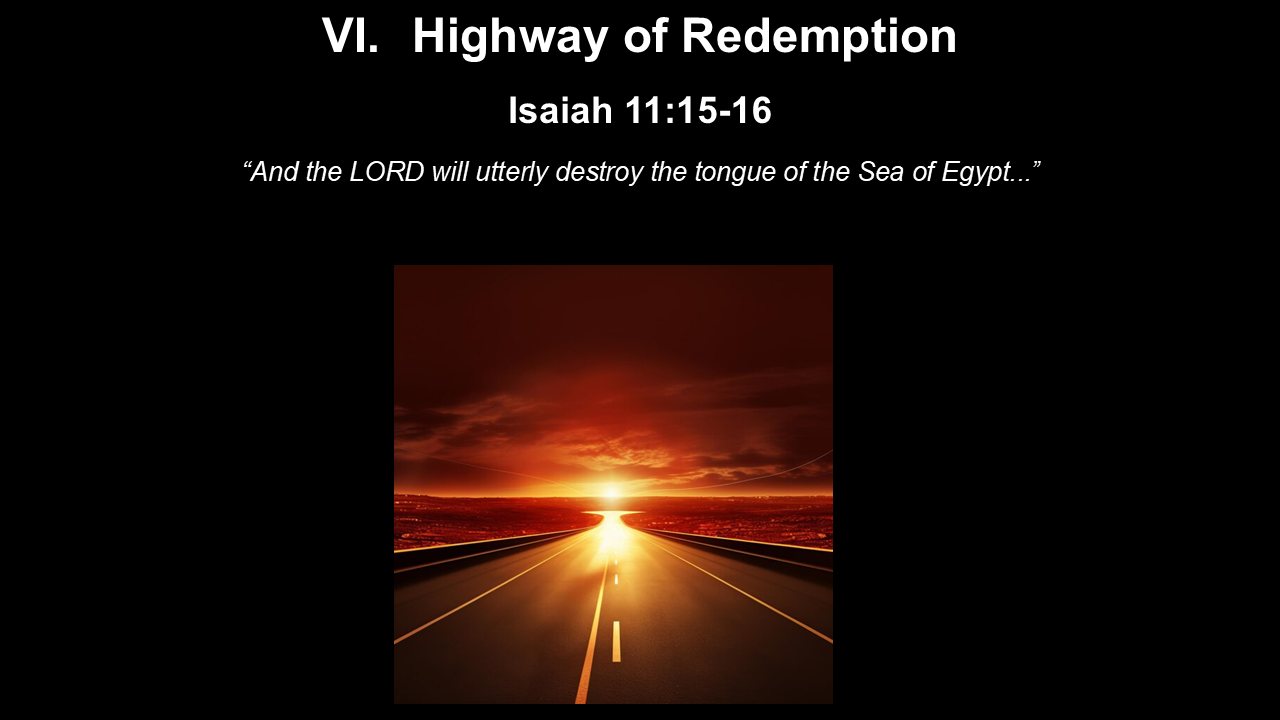 VI. Highway of Redemption
Isaiah 11:15-16
“And the LORD will utterly destroy the tongue of the Sea of Egypt...”